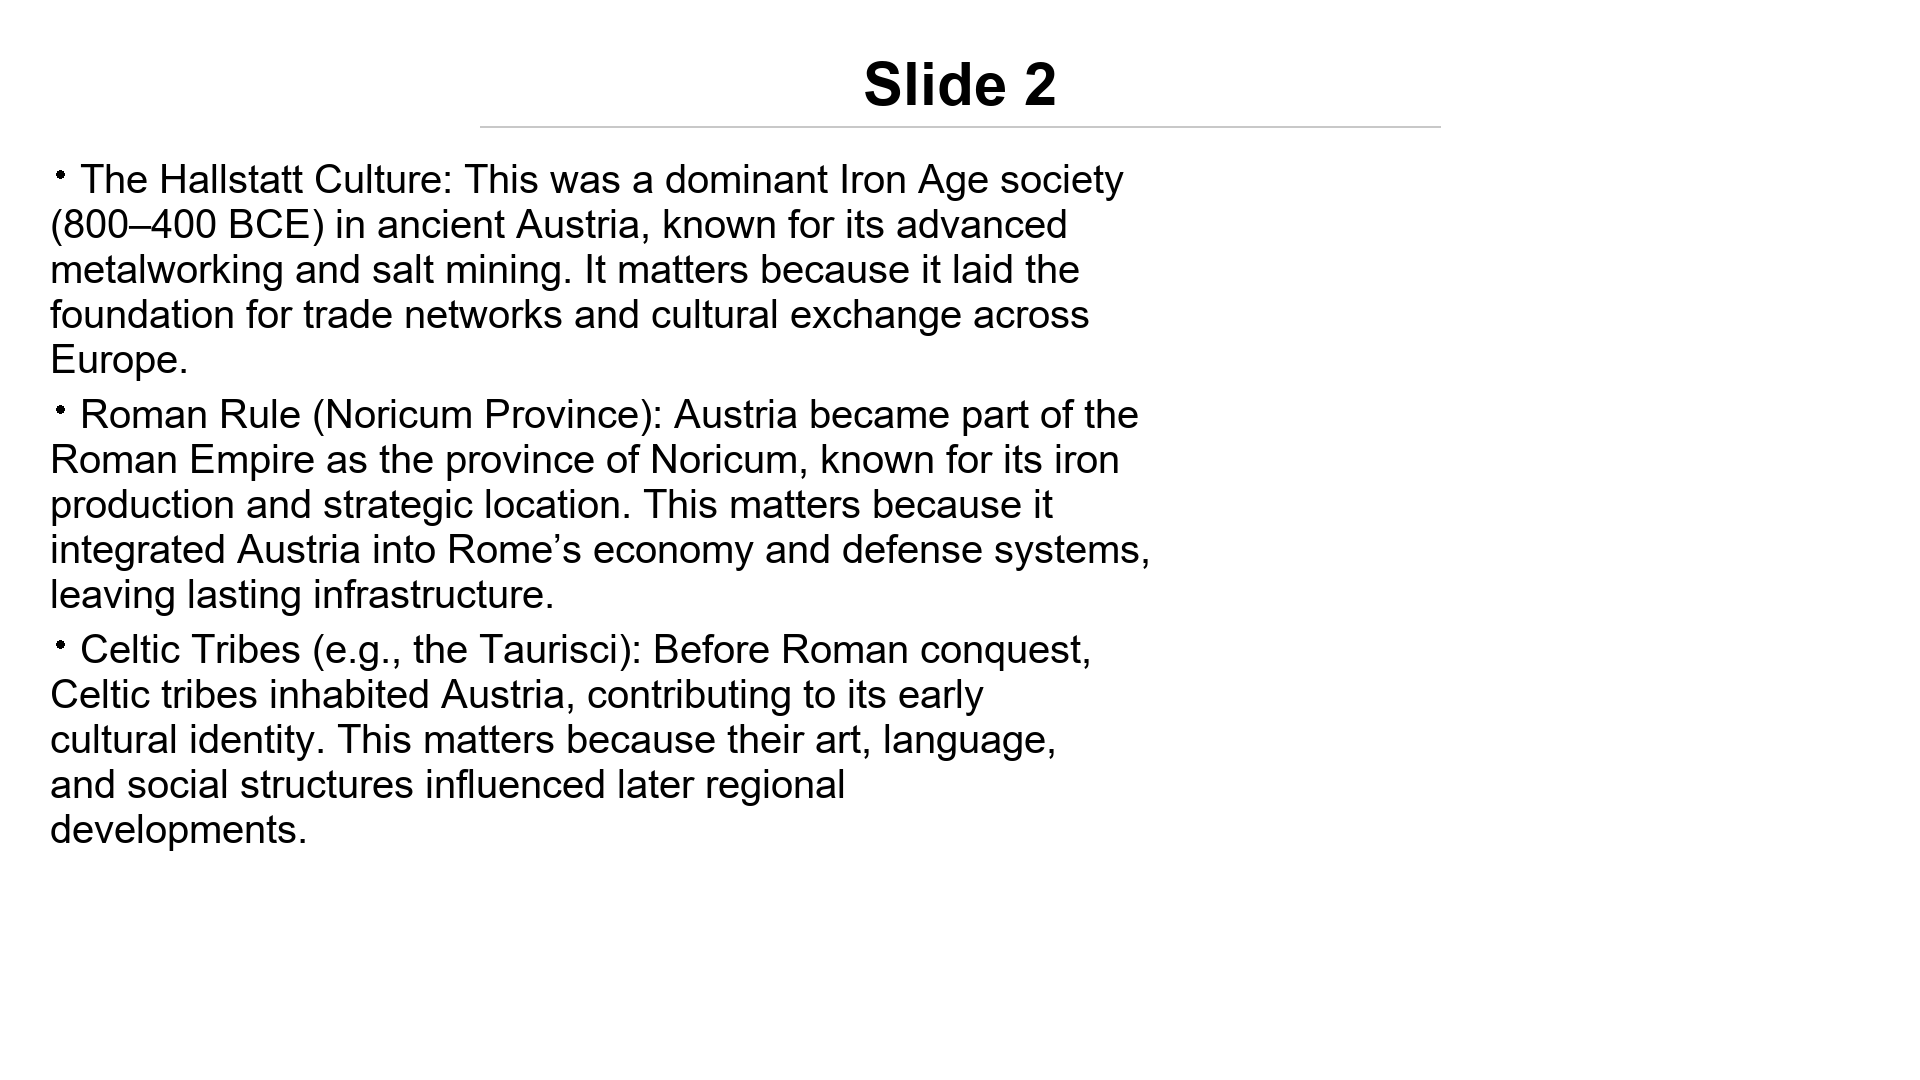 Slide 2
• The Hallstatt Culture: This was a dominant Iron Age society
(800–400 BCE) in ancient Austria, known for its advanced
metalworking and salt mining. It matters because it laid the
foundation for trade networks and cultural exchange across
Europe.
• Roman Rule (Noricum Province): Austria became part of the
Roman Empire as the province of Noricum, known for its iron
production and strategic location. This matters because it
integrated Austria into Rome’s economy and defense systems,
leaving lasting infrastructure.
• Celtic Tribes (e.g., the Taurisci): Before Roman conquest,
Celtic tribes inhabited Austria, contributing to its early
cultural identity. This matters because their art, language,
and social structures influenced later regional
developments.